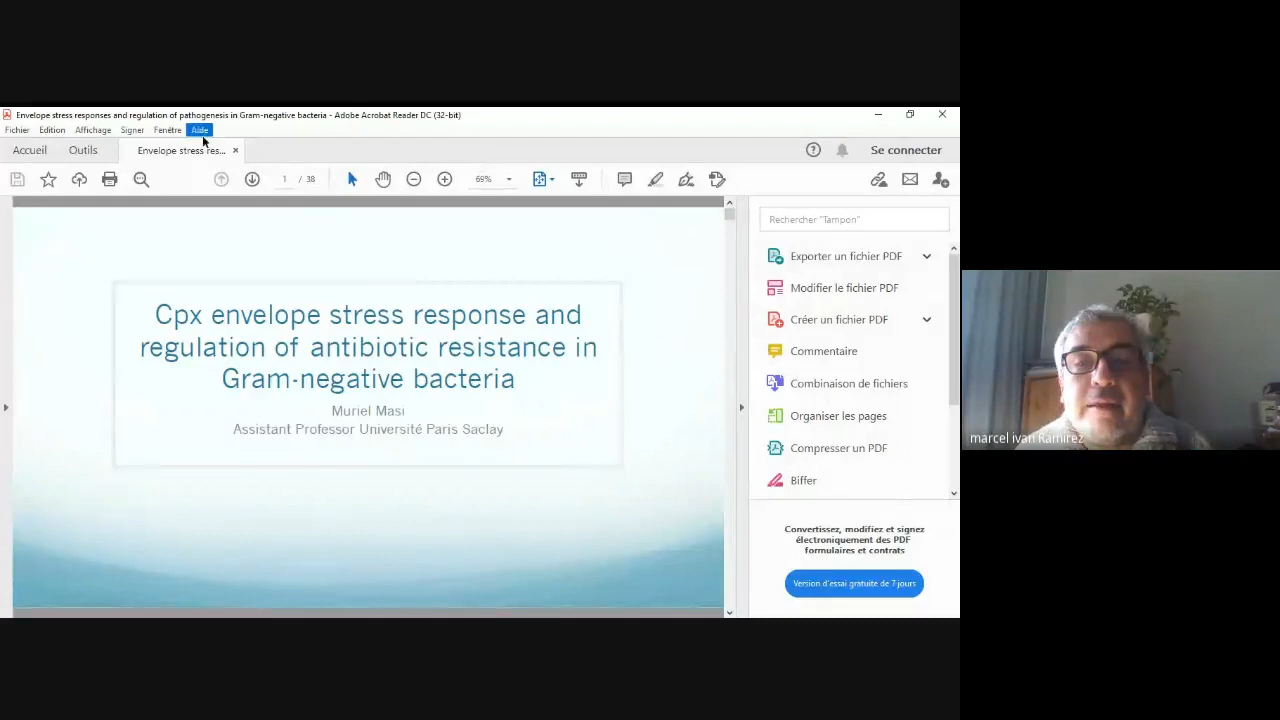 Envelope stress responses and regulation of pathogenesis in Gram-negative bacteria - Adobe Acrobat Reader DC (32-bit)
Fichier Edition Affichage Signer Fenêtre Aide
Accueil Outils Envelope stress res... Se connecter
1 / 38 69%
Rechercher "Tampon"
Exporter un fichier PDF
Modifier le fichier PDF
Créer un fichier PDF
Commentaire
Combinaison de fichiers
Organiser les pages
Compresser un PDF
Biffer
Convertissez, modifiez et signez
électroniquement des PDF
formulaires et contrats
Version d'essai gratuite de 7 jours
Cpx envelope stress response and
regulation of antibiotic resistance in
Gram-negative bacteria
Muriel Masi
Assistant Professor Université Paris Saclay
marcel ivan Ramirez